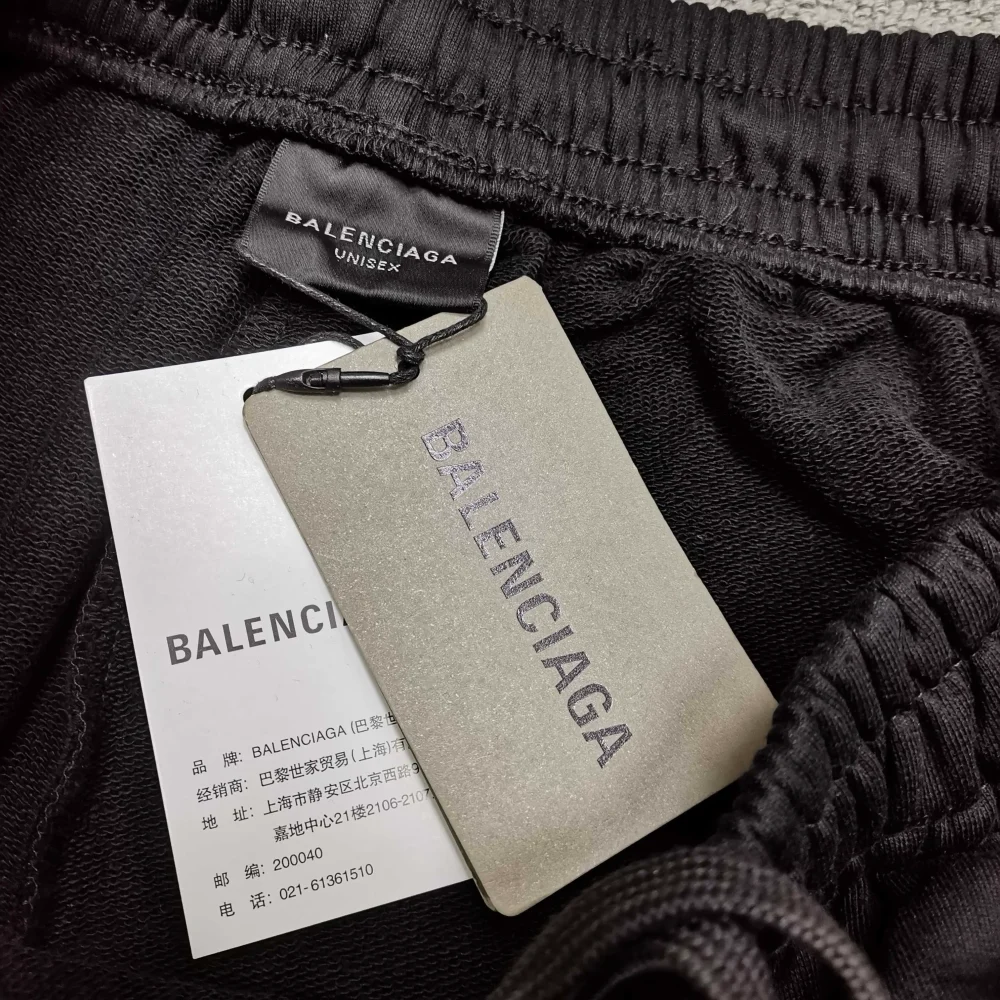 BALENCIAGA
UNISEX
BALENCIAGA
BALENCI
品 牌: BALENCIAGA (巴黎世
经销商: 巴黎世家贸易(上海)有
地 址: 上海市静安区北京西路9
嘉地中心21楼2106-2107
邮 编: 200040
电 话: 021-61361510